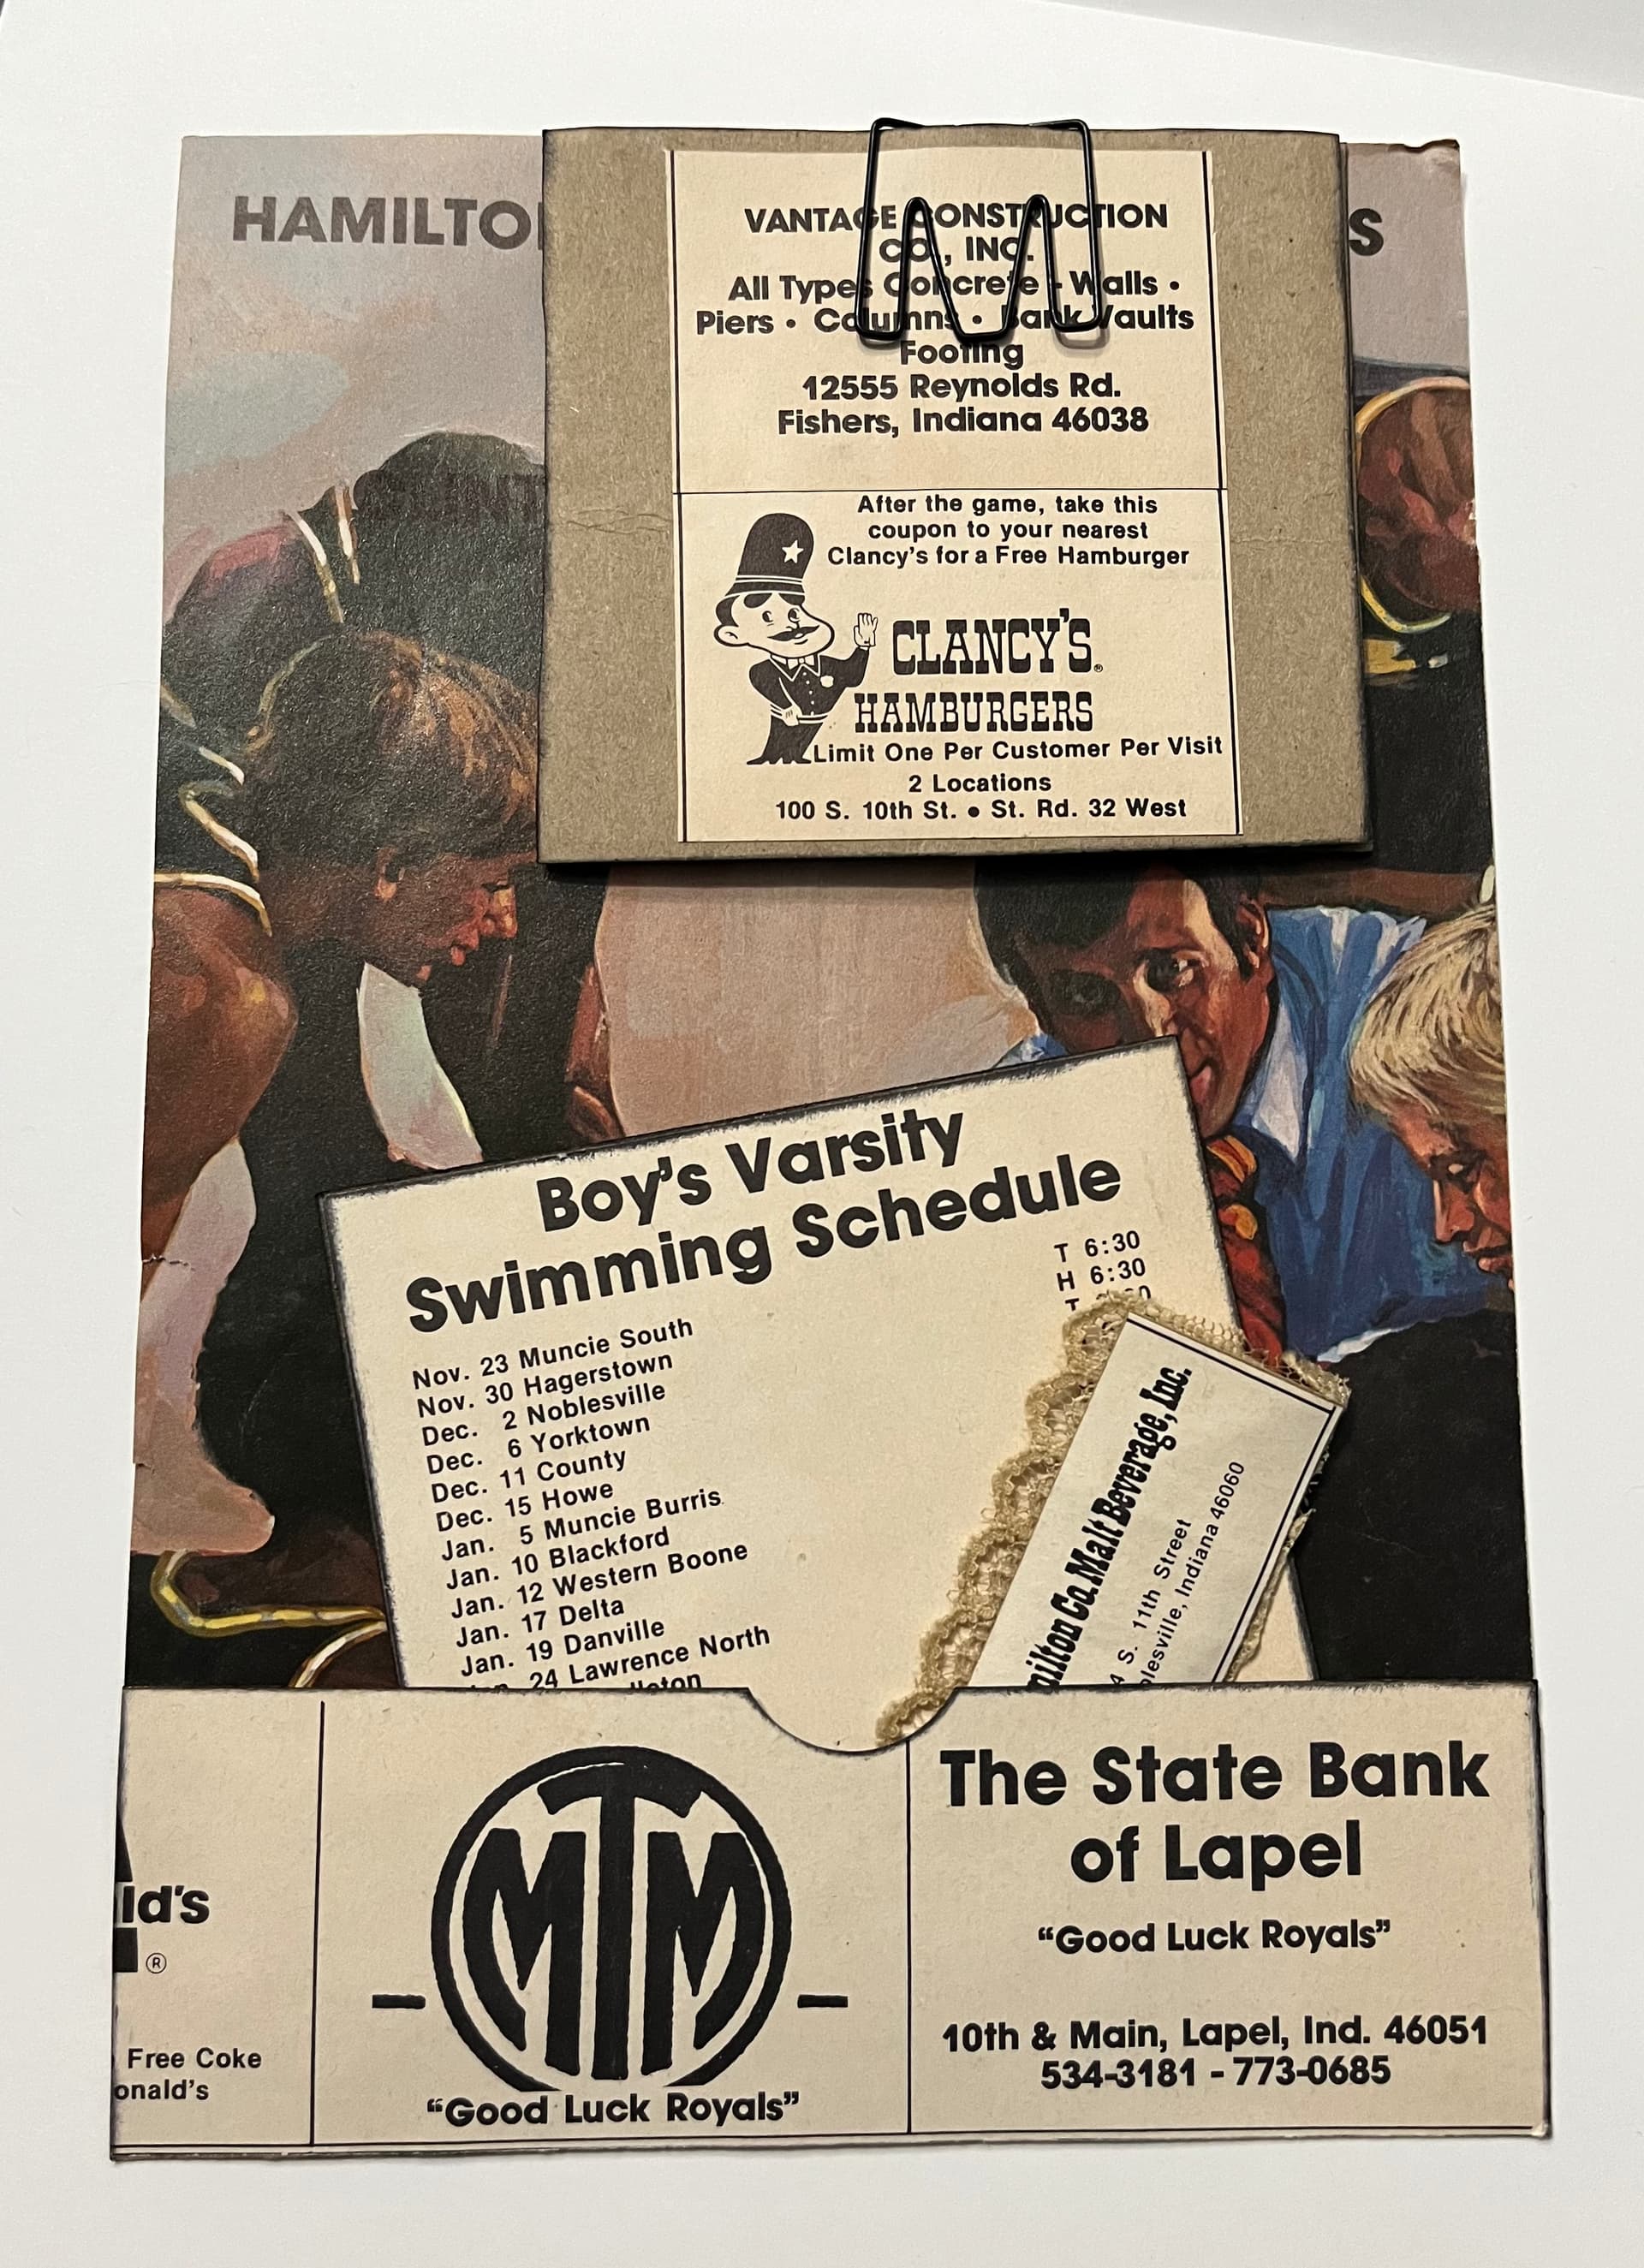 HAMILTO
S
VANTAGE CONSTRUCTION
CO., INC.
All Types Concrete - Walls •
Piers • Columns • Bank Vaults
Footing
12555 Reynolds Rd.
Fishers, Indiana 46038
After the game, take this
coupon to your nearest
Clancy's for a Free Hamburger
CLANCY'S®
HAMBURGERS
Limit One Per Customer Per Visit
2 Locations
100 S. 10th St. • St. Rd. 32 West
Boy's Varsity
Swimming Schedule
T 6:30
H 6:30
T
Nov. 23 Muncie South
Nov. 30 Hagerstown
Dec. 2 Noblesville
Dec. 6 Yorktown
Dec. 11 County
Dec. 15 Howe
Jan. 5 Muncie Burris
Jan. 10 Blackford
Jan. 12 Western Boone
Jan. 17 Delta
Jan. 19 Danville
24 Lawrence North
milton Co. Malt Beverage, Inc.
4 S. 11th Street
blesville, Indiana 46060
ld's
®
Free Coke
onald's
MTM
"Good Luck Royals"
The State Bank
of Lapel
"Good Luck Royals"
10th & Main, Lapel, Ind. 46051
534-3181 - 773-0685